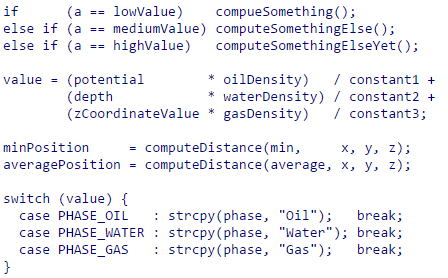 if      (a == lowValue)    compueSomething();
else if (a == mediumValue) computeSomethingElse();
else if (a == highValue)   computeSomethingElseYet();

value = (potential        * oilDensity)   / constant1 +
        (depth            * waterDensity) / constant2 +
        (zCoordinateValue * gasDensity)   / constant3;

minPosition     = computeDistance(min,     x, y, z);
averagePosition = computeDistance(average, x, y, z);

switch (value) {
  case PHASE_OIL   : strcpy(phase, "Oil");   break;
  case PHASE_WATER : strcpy(phase, "Water"); break;
  case PHASE_GAS   : strcpy(phase, "Gas");   break;
}